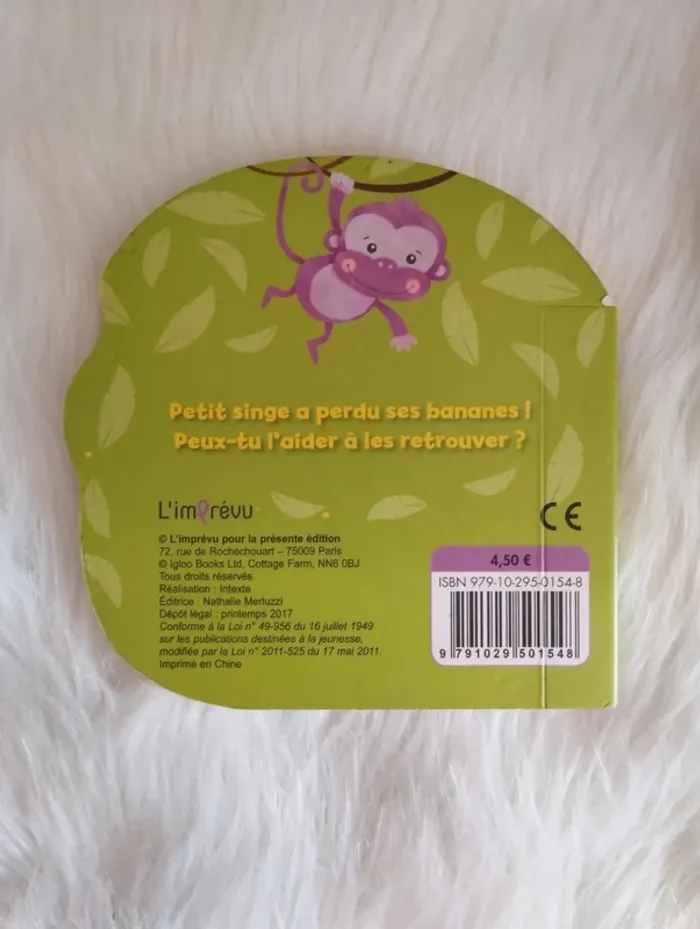 Petit singe a perdu ses bananes !
Peux-tu l'aider à les retrouver ?
L'imprévu
© L'imprévu pour la présente édition
72, rue de Rochechouart – 75009 Paris
© Igloo Books Ltd, Cottage Farm, NN6 0BJ
Tous droits réservés.
Réalisation : Intexte
Éditrice : Nathalie Merluzzi
Dépôt légal : printemps 2017
Conforme à la Loi n° 49-956 du 16 juillet 1949
sur les publications destinées à la jeunesse,
modifiée par la Loi n° 2011-525 du 17 mai 2011.
Imprimé en Chine
CE
4,50 €
ISBN 979-10-295-0154-8
9 791029 501548